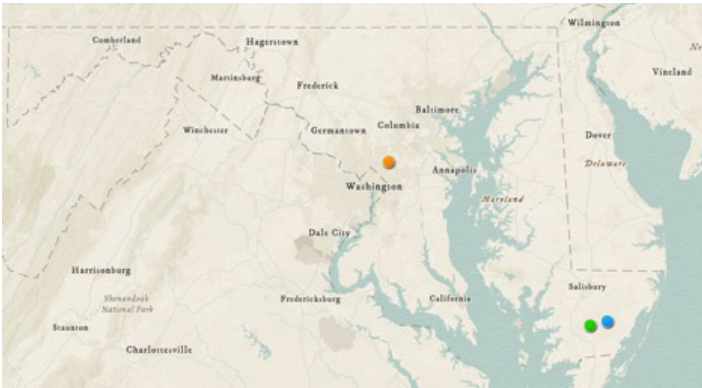 Wilmington
Cumberland
Hagerstown
Martinsburg
Frederick
Vineland
Baltimore
Columbia
Winchester
Germantown
Dover
Delaware
Annapolis
Washington
Maryland
Dale City
Harrisonburg
Salisbury
Shenandoah
National Park
Fredericksburg
California
Staunton
Charlottesville